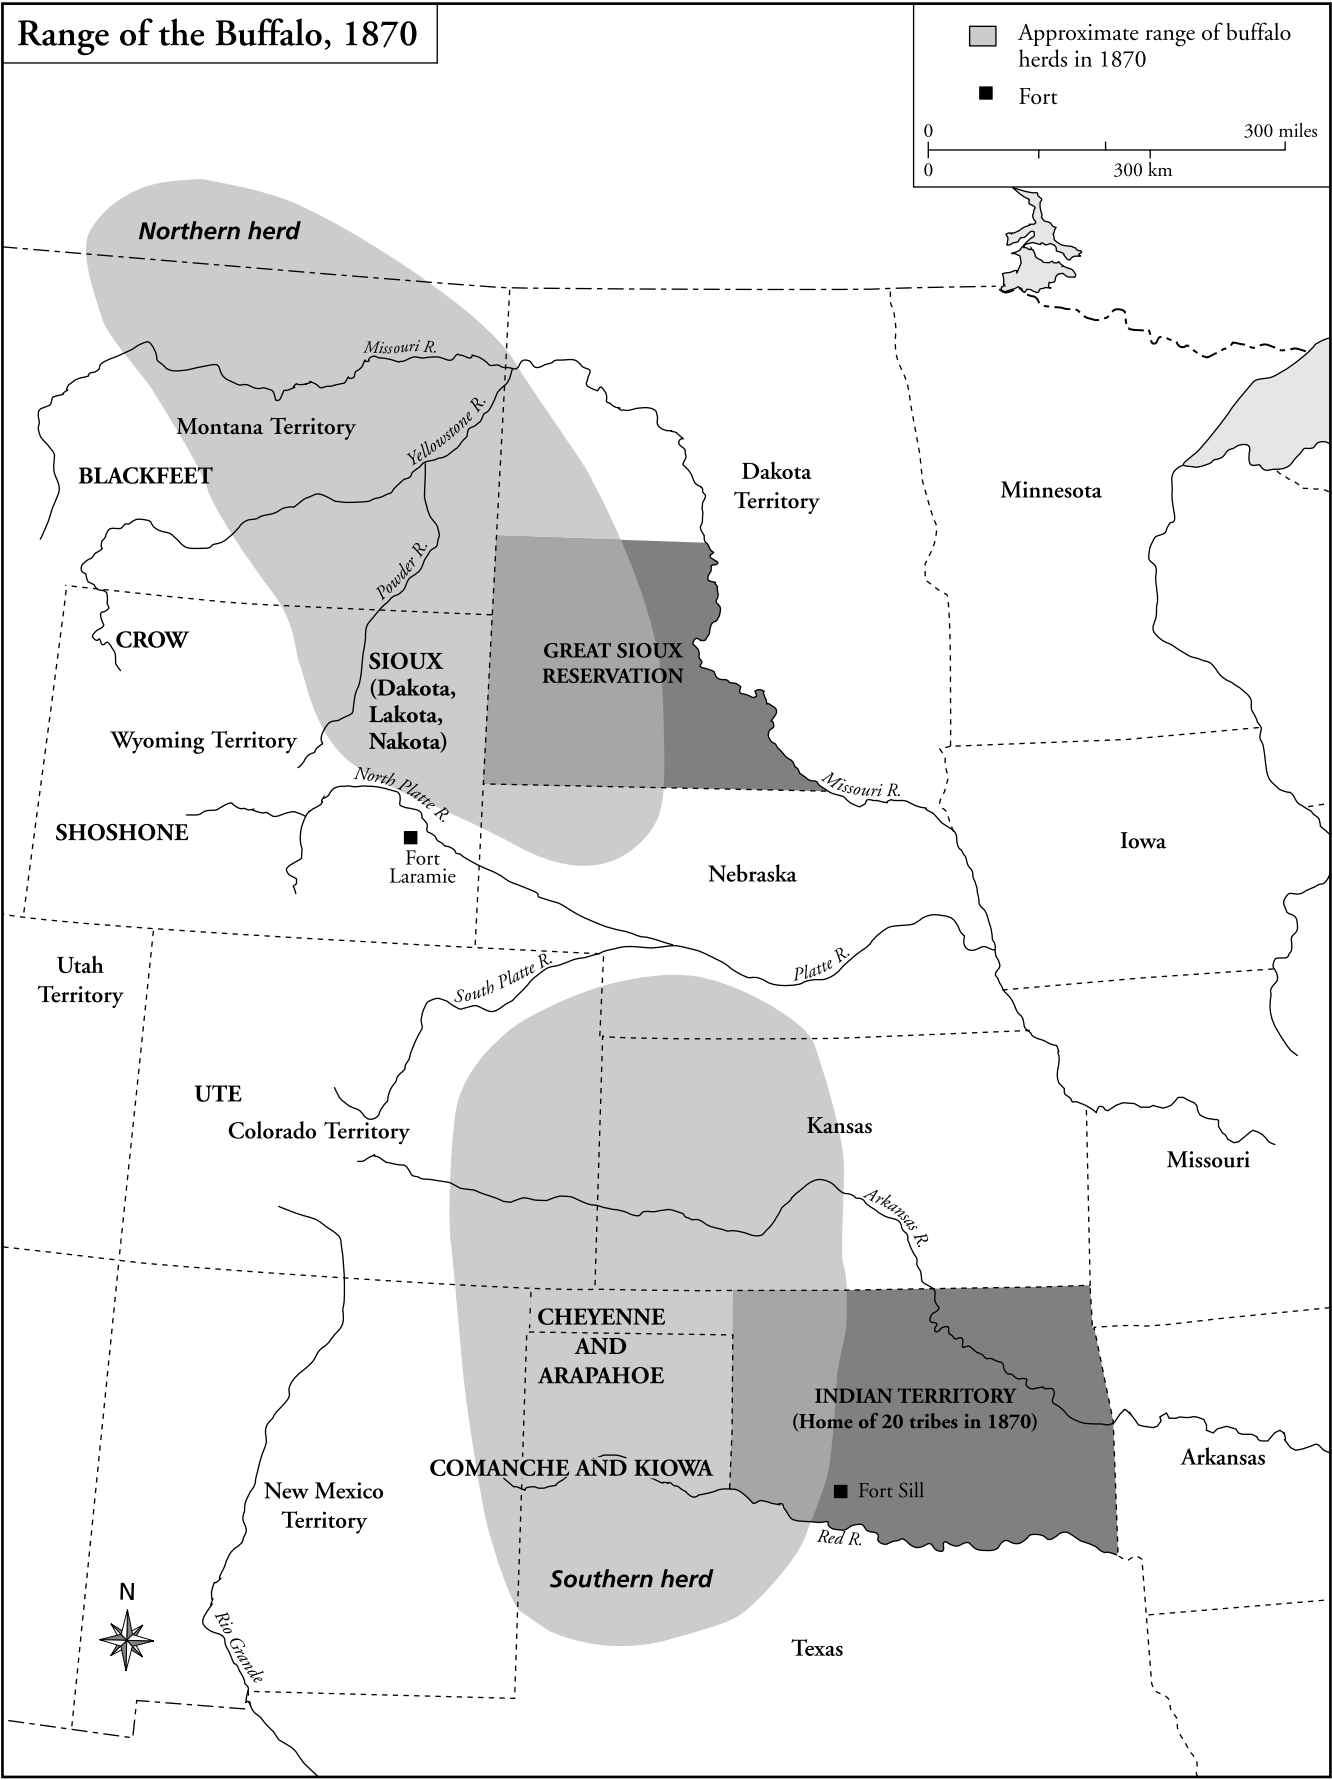 Range of the Buffalo, 1870
Approximate range of buffalo
herds in 1870
Fort
0
300 miles
0
300 km
Northern herd
Missouri R.
Montana Territory
Yellowstone R.
BLACKFEET
Dakota
Territory
Minnesota
Powder R.
CROW
SIOUX
(Dakota,
Lakota,
Nakota)
GREAT SIOUX
RESERVATION
Wyoming Territory
North Platte R.
Missouri R.
SHOSHONE
Fort
Laramie
Nebraska
Iowa
Utah
Territory
South Platte R.
Platte R.
UTE
Colorado Territory
Kansas
Missouri
Arkansas R.
CHEYENNE
AND
ARAPAHOE
INDIAN TERRITORY
(Home of 20 tribes in 1870)
COMANCHE AND KIOWA
Arkansas
New Mexico
Territory
Fort Sill
Red R.
Southern herd
N
Rio Grande
Texas